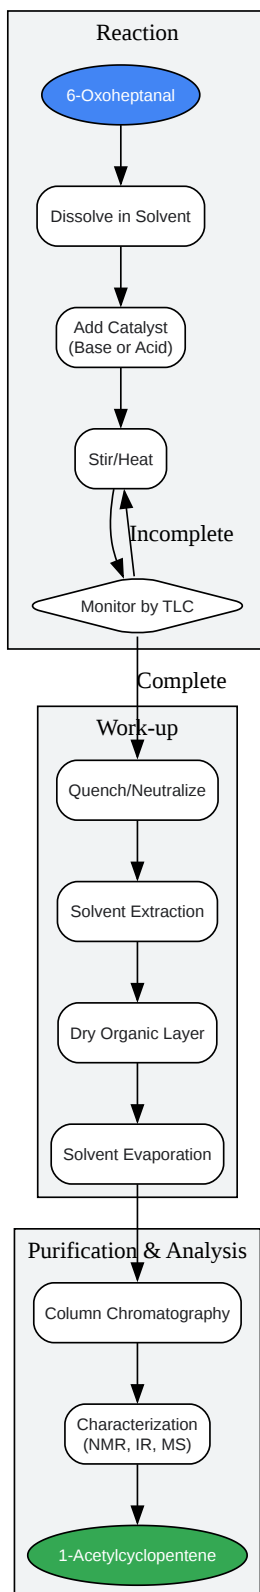 Reaction
6-Oxoheptanal
Dissolve in Solvent
Add Catalyst
(Base or Acid)
Stir/Heat
Incomplete
Monitor by TLC
Complete
Work-up
Quench/Neutralize
Solvent Extraction
Dry Organic Layer
Solvent Evaporation
Purification & Analysis
Column Chromatography
Characterization
(NMR, IR, MS)
1-Acetylcyclopentene